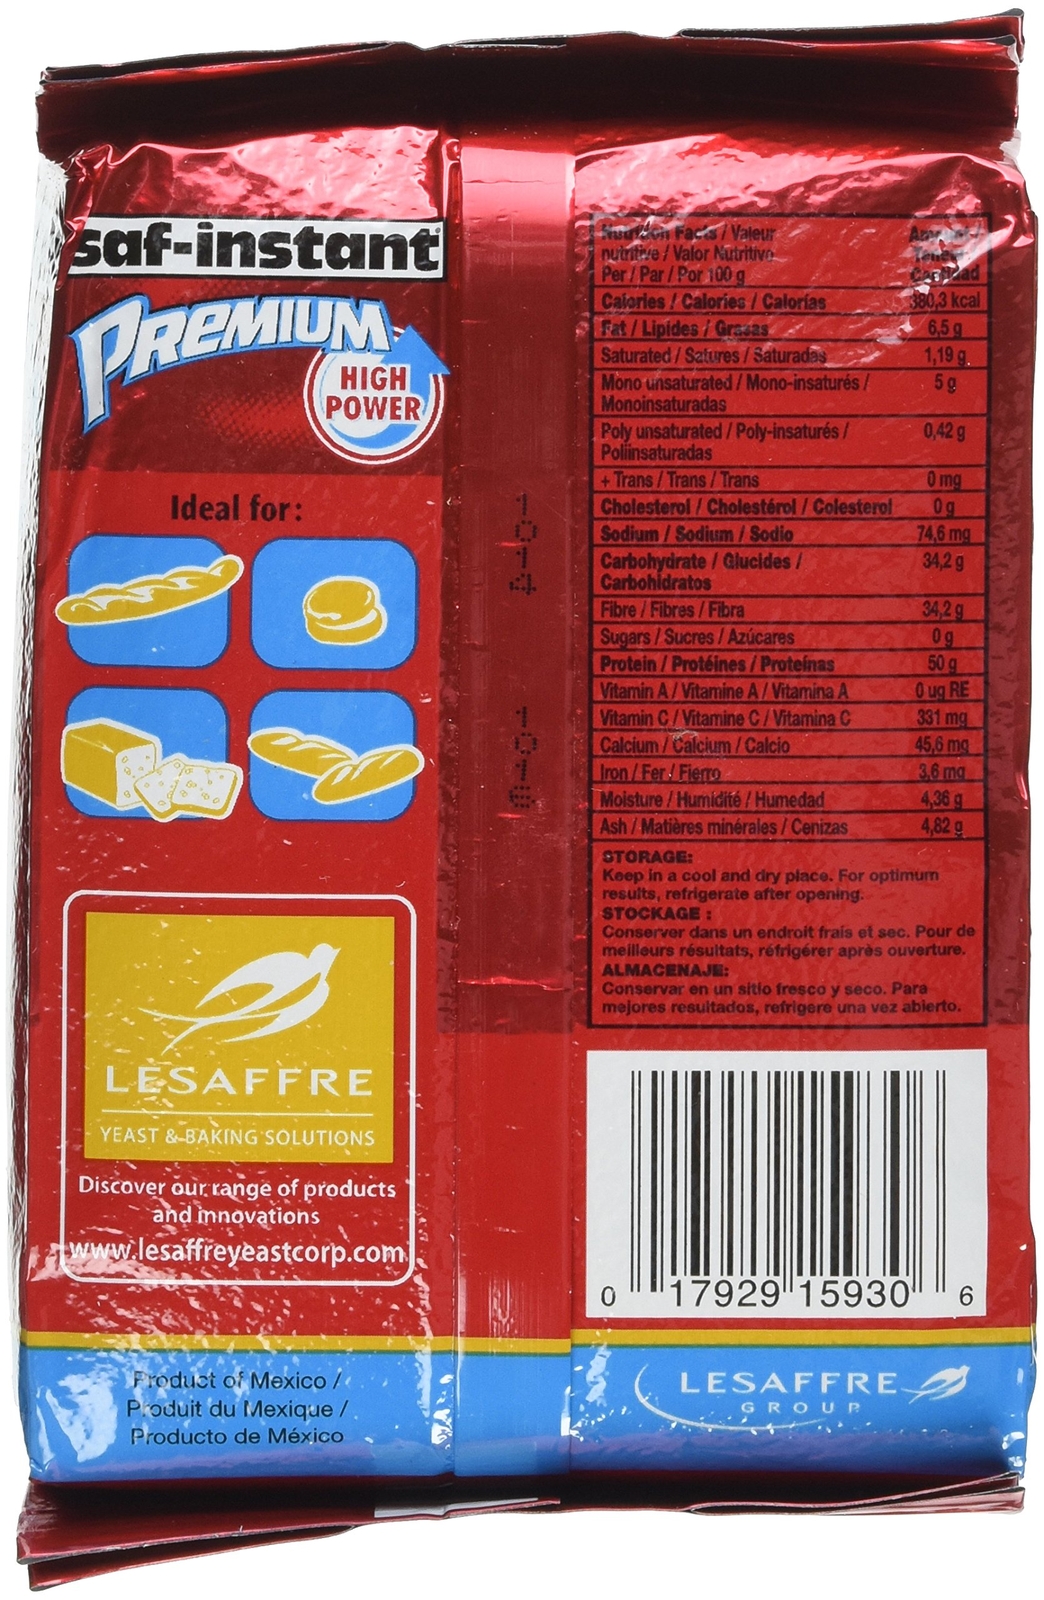 saf-instant
PREMIUM
HIGH
POWER
Ideal for:
LESAFFRE
YEAST & BAKING SOLUTIONS
Discover our range of products
and innovations
www.lesaffreyeastcorp.com
Product of Mexico /
Produit du Mexique /
Producto de México
Nutrition Facts / Valeur
nutritive / Valor Nutritivo
Per / Par / Por 100 g
Amount /
Teneur
Cantidad
Calories / Calories / Calorías 380,3 kcal
Fat / Lipides / Grasas 6,5 g
Saturated / Satures / Saturadas 1,19 g
Mono unsaturated / Mono-insaturés / 5 g
Monoinsaturadas
Poly unsaturated / Poly-insaturés / 0,42 g
Poliinsaturadas
+ Trans / Trans / Trans 0 mg
Cholesterol / Cholestérol / Colesterol 0 g
Sodium / Sodium / Sodio 74,6 mg
Carbohydrate / Glucides / 34,2 g
Carbohidratos
Fibre / Fibres / Fibra 34,2 g
Sugars / Sucres / Azúcares 0 g
Protein / Protéines / Proteínas 50 g
Vitamin A / Vitamine A / Vitamina A 0 ug RE
Vitamin C / Vitamine C / Vitamina C 331 mg
Calcium / Calcium / Calcio 45,6 mg
Iron / Fer / Fierro 3,6 mg
Moisture / Humidité / Humedad 4,36 g
Ash / Matières minérales / Cenizas 4,82 g
STORAGE:
Keep in a cool and dry place. For optimum
results, refrigerate after opening.
STOCKAGE :
Conserver dans un endroit frais et sec. Pour de
meilleurs résultats, réfrigérer après ouverture.
ALMACENAJE:
Conservar en un sitio fresco y seco. Para
mejores resultados, refrigere una vez abierto.
0 17929 15930 6
LESAFFRE
GROUP